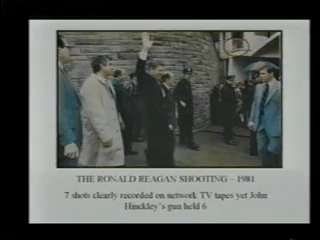 THE RONALD REAGAN SHOOTING – 1981
7 shots clearly recorded on network TV tapes yet John
Hinckley's gun held 6